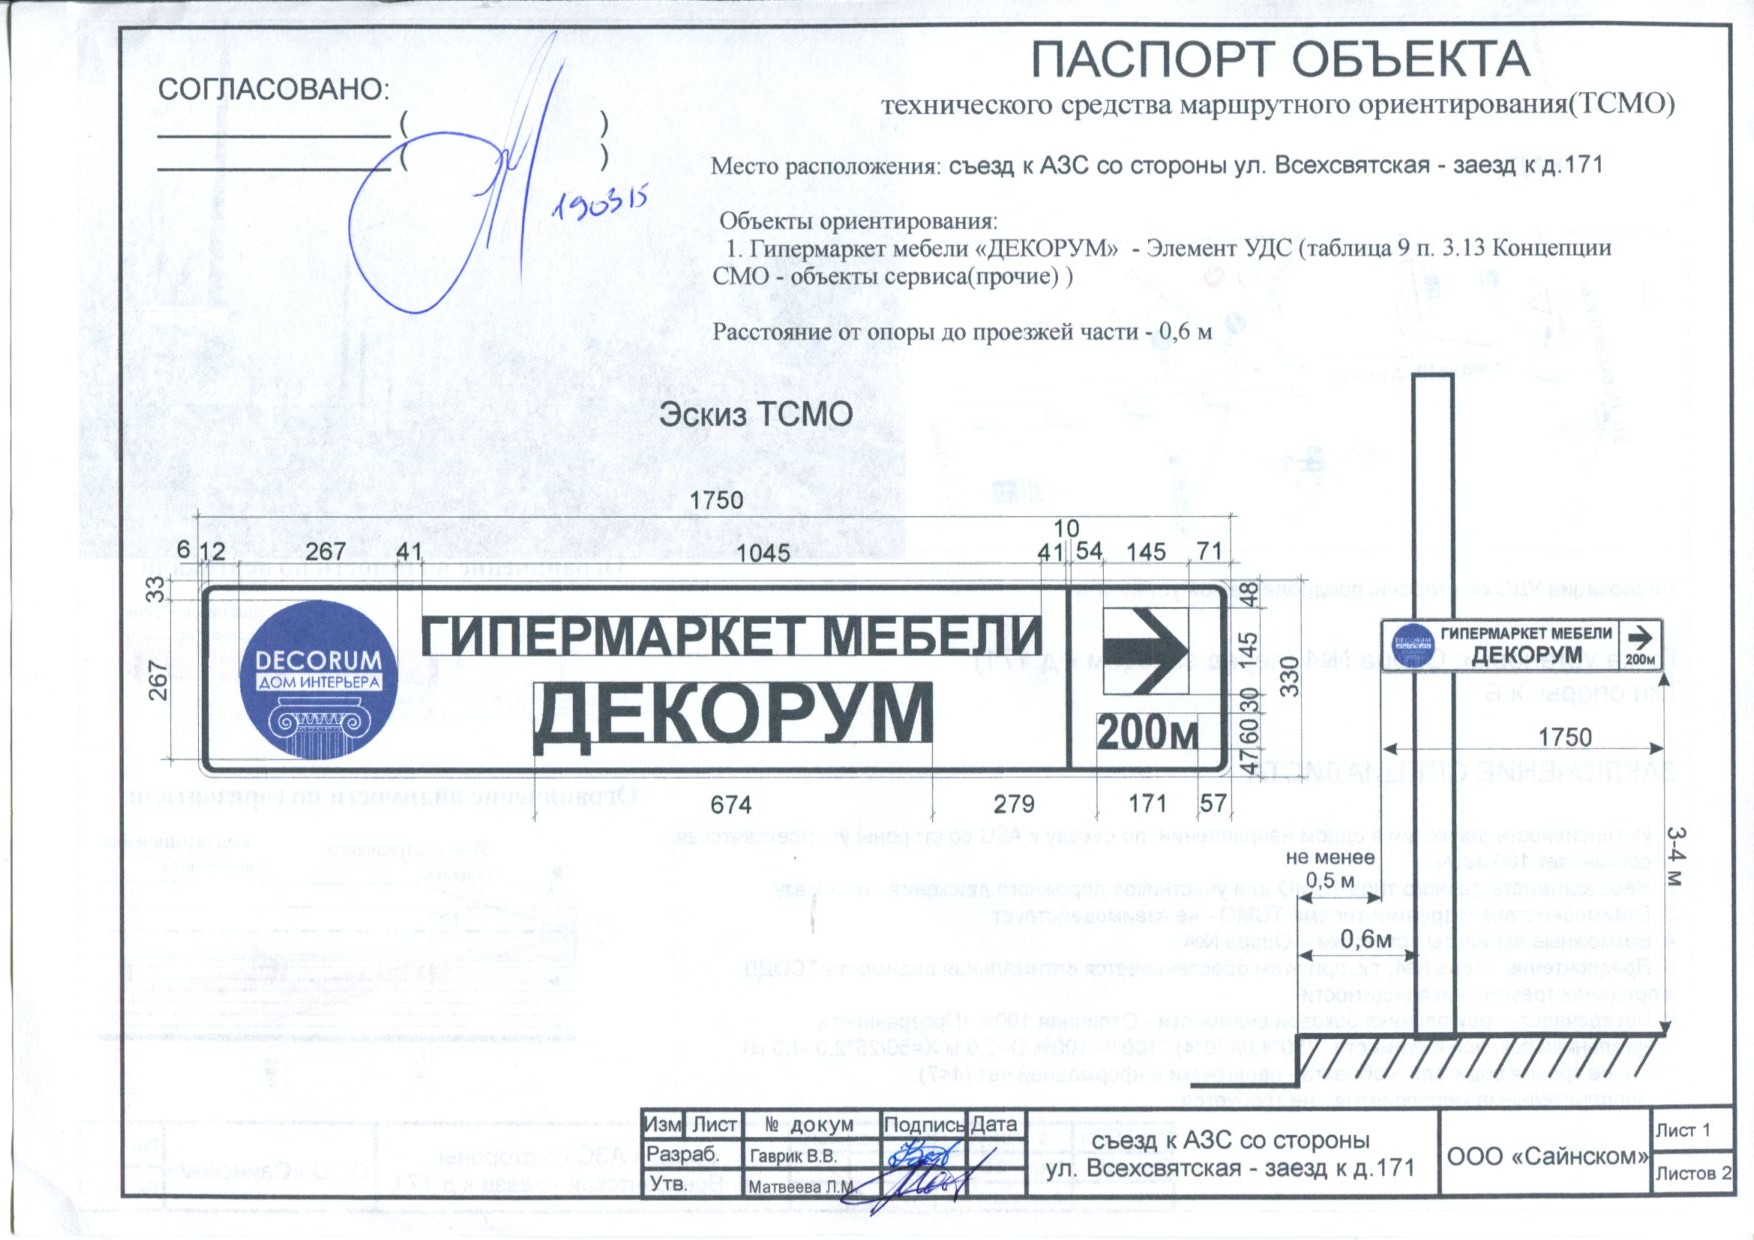 СОГЛАСОВАНО:
( )
( )
190315
ПАСПОРТ ОБЪЕКТА
технического средства маршрутного ориентирования(ТСМО)
Место расположения: съезд к АЗС со стороны ул. Всехсвятская - заезд к д.171
Объекты ориентирования:
1. Гипермаркет мебели «ДЕКОРУМ» - Элемент УДС (таблица 9 п. 3.13 Концепции
СМО - объекты сервиса(прочие) )
Расстояние от опоры до проезжей части - 0,6 м
Эскиз ТСМО
1750
10
6 12 267 41 1045 41 54 145 71
33
267
DECORUM
ДОМ ИНТЕРЬЕРА
ГИПЕРМАРКЕТ МЕБЕЛИ
ДЕКОРУМ
200м
48
145
30
60
47
330
674 279 171 57
DECORUM
ГИПЕРМАРКЕТ МЕБЕЛИ
ДЕКОРУМ
200м
1750
3-4 м
не менее
0,5 м
0,6м
Изм Лист № докум Подпись Дата
Разраб. Гаврик В.В.
Утв. Матвеева Л.М.
съезд к АЗС со стороны
ул. Всехсвятская - заезд к д.171
ООО «Сайнском»
Лист 1
Листов 2